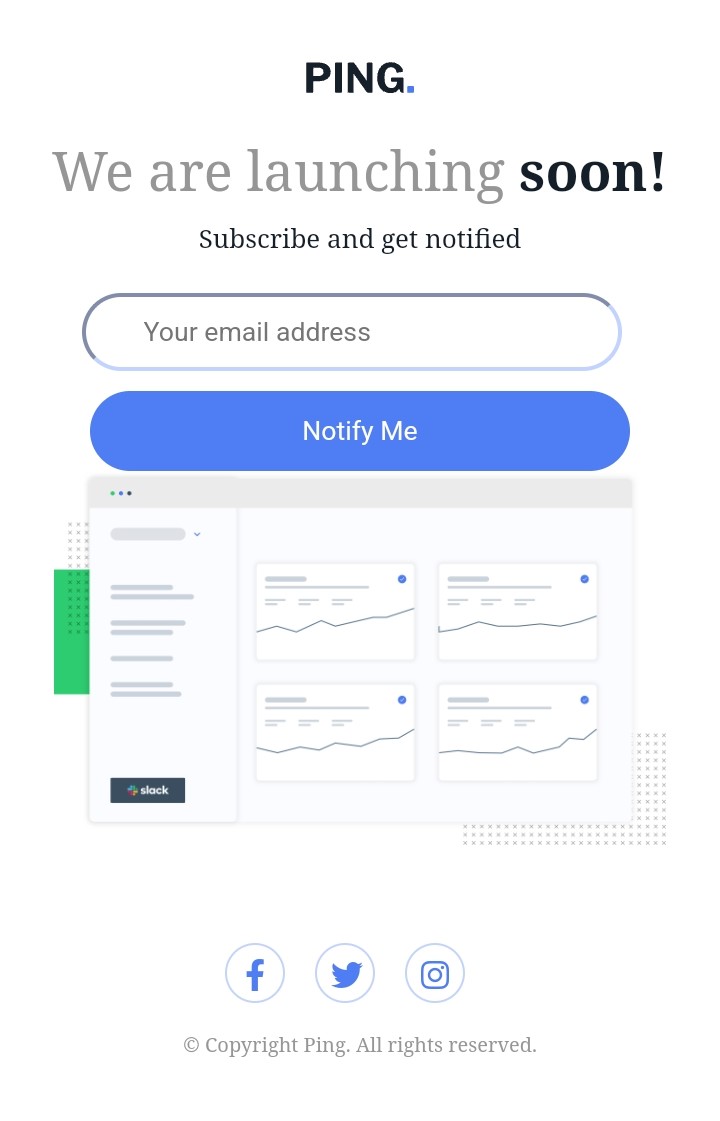 PING.
We are launching soon!
Subscribe and get notified
Your email address
Notify Me
slack
© Copyright Ping. All rights reserved.